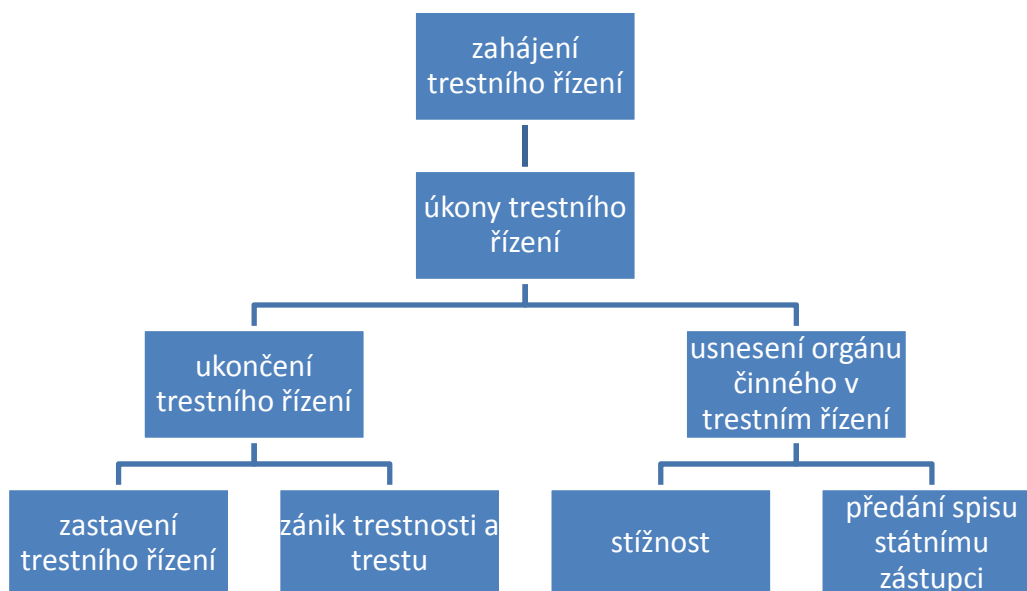 zahájení
trestního řízení
úkony trestního
řízení
ukončení
trestního řízení
usnesení orgánu
činného v
trestním řízení
zastavení
trestního řízení
zánik trestnosti a
trestu
stížnost
předání spisu
státnímu
zástupci